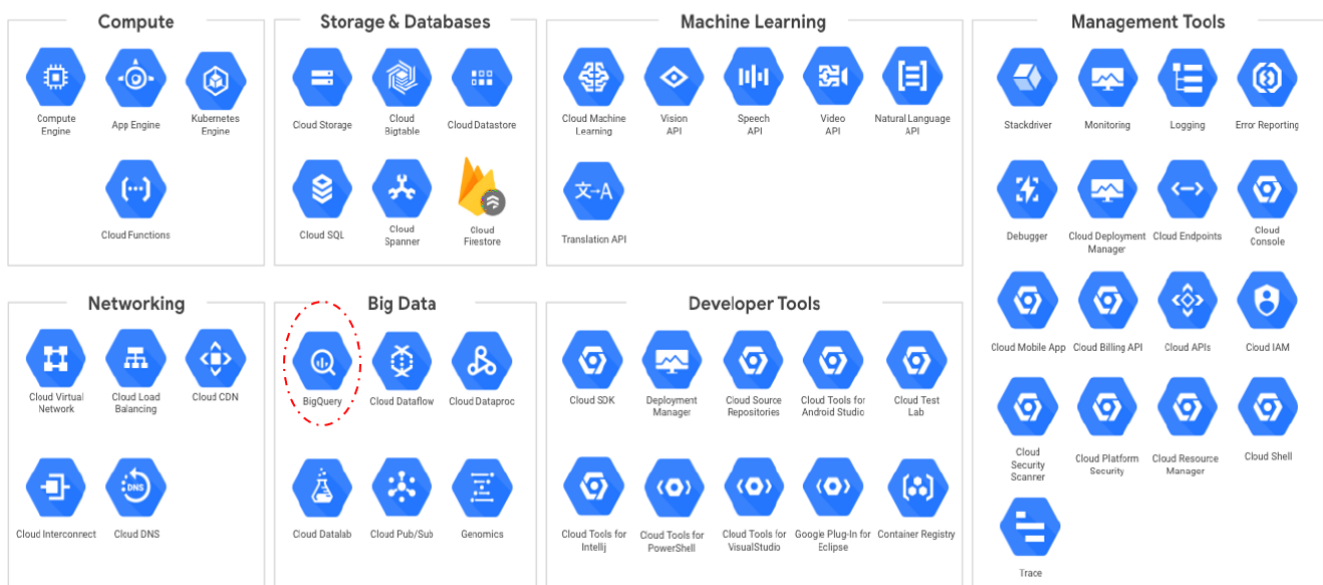 Compute
Compute
Engine
App Engine
Kubernetes
Engine
Cloud Functions
Storage & Databases
Cloud Storage
Cloud
Bigtable
Cloud Datastore
Cloud SQL
Cloud
Spanner
Cloud
Firestore
Machine Learning
Cloud Machine
Learning
Vision
API
Speech
API
Video
API
Natural Language
API
文→A
Translation API
Management Tools
Stackdriver
Monitoring
Logging
Error Reporting
Debugger
Cloud Deployment
Manager
Cloud Endpoints
Cloud
Console
Cloud Mobile App
Cloud Billing API
Cloud APIs
Cloud IAM
Cloud
Security
Scanner
Cloud Platform
Security
Cloud Resource
Manager
Cloud Shell
Trace
Networking
Cloud Virtual
Network
Cloud Load
Balancing
Cloud CDN
Cloud Interconnect
DNS
Cloud DNS
Big Data
BigQuery
Cloud Dataflow
Cloud Dataproc
Cloud Datalab
Cloud Pub/Sub
Genomics
Developer Tools
Cloud SDK
Deployment
Manager
Cloud Source
Repositories
Cloud Tools for
Android Studio
Cloud Test
Lab
Cloud Tools for
Intellij
Cloud Tools for
PowerShell
Cloud Tools for
VisualStudio
Google Plug-In for
Eclipse
Container Registry